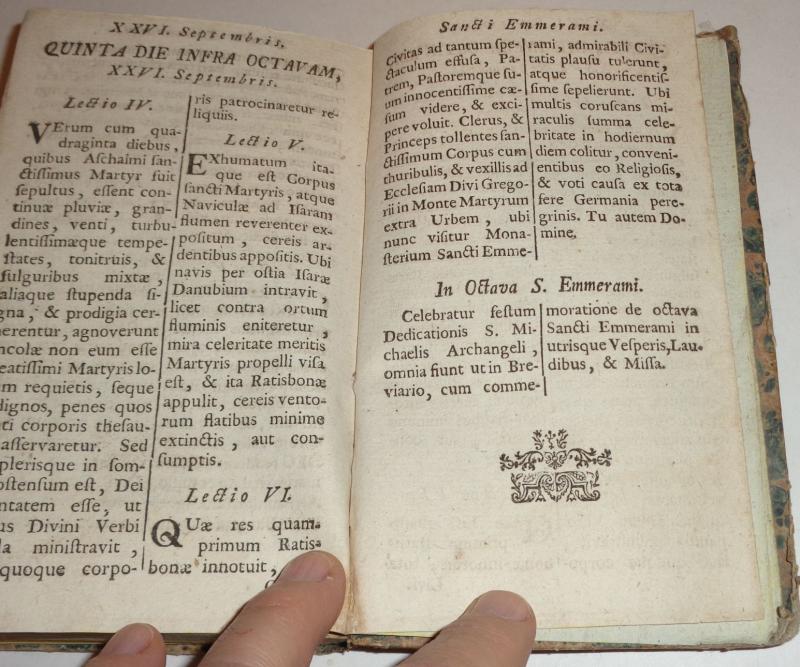 XXVI. Septembris.
QUINTA DIE INFRA OCTAVAM,
XXVI. Septembris.
Lectio IV.
VErum cum qua-
draginta diebus,
quibus Aschaimi san-
ctissimus Martyr fuit
sepultus, essent con-
tinuæ pluviæ, gran-
dines, venti, turbu-
lentissimæque tempe-
states, tonitruis, &
fulguribus mixtæ,
aliaque stupenda si-
gna, & prodigia cer-
nerentur, agnoverunt
incolæ non eum esse
Beatissimi Martyris lo-
requietis, seque
dignos, penes quos
corporis thesau-
asservaretur. Sed
plerisque in som-
ostensum est, Dei
esse, ut
Divini Verbi
ministravit,
quoque corpo-
ris patrocinaretur re-
liquiis.
Lectio V.
EXhumatum ita-
que est Corpus
sancti Martyris, atque
Naviculæ ad Isaram
flumen reverenter ex-
positum, cereis ar-
dentibus appositis. Ubi
navis per ostia Isaræ
Danubium intravit,
licet contra ortum
fluminis eniteretur,
mira celeritate meritis
Martyris propelli visa
est, & ita Ratisbonæ
appulit, cereis vento-
rum flatibus minime
extinctis, aut con-
sumptis.
Lectio VI.
QUæ res quam-
primum Ratis-
bonæ innotuit,
Sancti Emmerami.
Civitas ad tantum spe-
ctaculum effusa, Pa-
trem, Pastoremque su-
um innocentissime cæ-
sum videre, & exci-
pere voluit. Clerus, &
Princeps tollentes san-
ctissimum Corpus cum
thuribulis, & vexillis ad
Ecclesiam Divi Grego-
rii in Monte Martyrum
extra Urbem, ubi
nunc visitur Mona-
sterium Sancti Emme-
rami, admirabili Civi-
tatis plausu tulerunt,
atque honorificentis-
sime sepelierunt. Ubi
multis coruscans mi-
raculis summa cele-
britate in hodiernum
diem colitur, conveni-
entibus eo Religiosis,
& voti causa ex tota
fere Germania pere-
grinis. Tu autem Do-
mine.
In Octava S. Emmerami.
Celebratur festum
Dedicationis S. Mi-
chaelis Archangeli,
omnia fiunt ut in Bre-
viario, cum comme-
moratione de octava
Sancti Emmerami in
utrisque Vesperis, Lau-
dibus, & Missa.